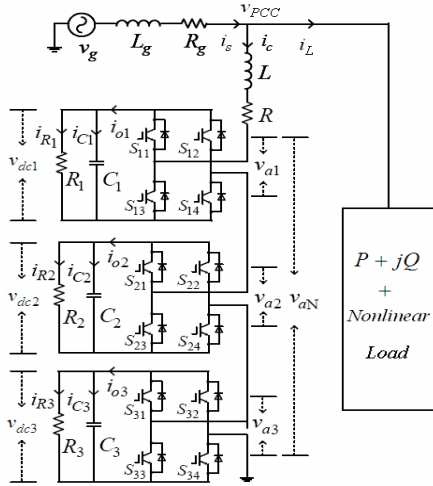 v_PCC
v_g
L_g
R_g
i_s
i_c
i_L
L
R
v_dc1
i_R1
i_C1
i_o1
R_1
C_1
S_11
S_12
S_13
S_14
v_a1
v_dc2
i_R2
i_C2
i_o2
R_2
C_2
S_21
S_22
S_23
S_24
v_a2
v_aN
P + jQ
+
Nonlinear
Load
v_dc3
i_R3
i_C3
i_o3
R_3
C_3
S_31
S_32
S_33
S_34
v_a3